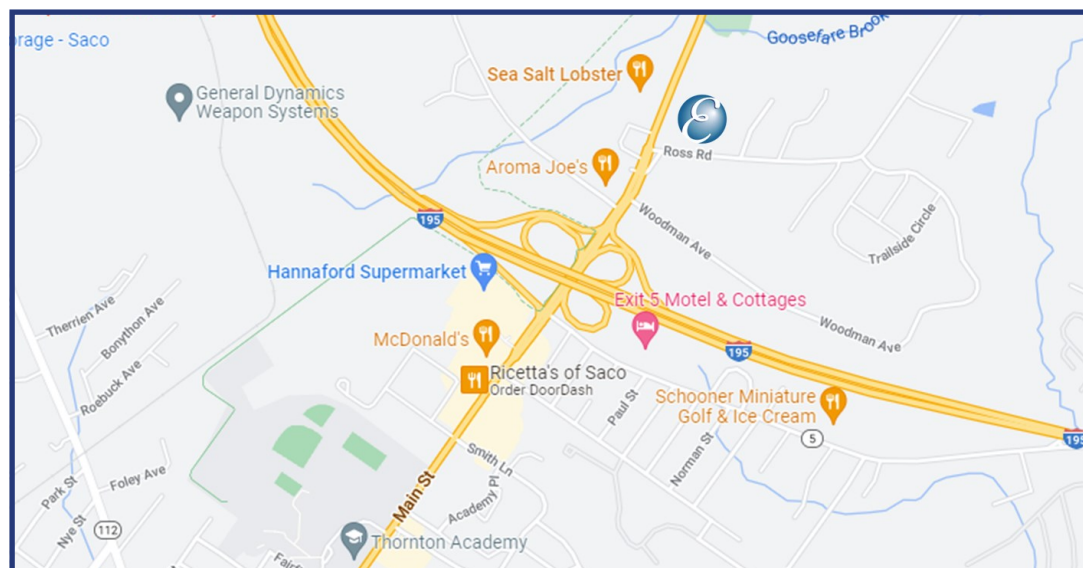 orage - Saco
Goosefare Brook
Sea Salt Lobster
General Dynamics
Weapon Systems
Ross Rd
Aroma Joe's
Woodman Ave
Trailside Circle
195
Hannaford Supermarket
Exit 5 Motel & Cottages
Therrien Ave
Bonython Ave
Woodman Ave
McDonald's
195
Roebuck Ave
Ricetta's of Saco
Order DoorDash
Paul St
Schooner Miniature
Golf & Ice Cream
5
195
Norman St
Smith Ln
Foley Ave
Park St
Academy Pl
Main St
Nye St
112
Thornton Academy
Fairf